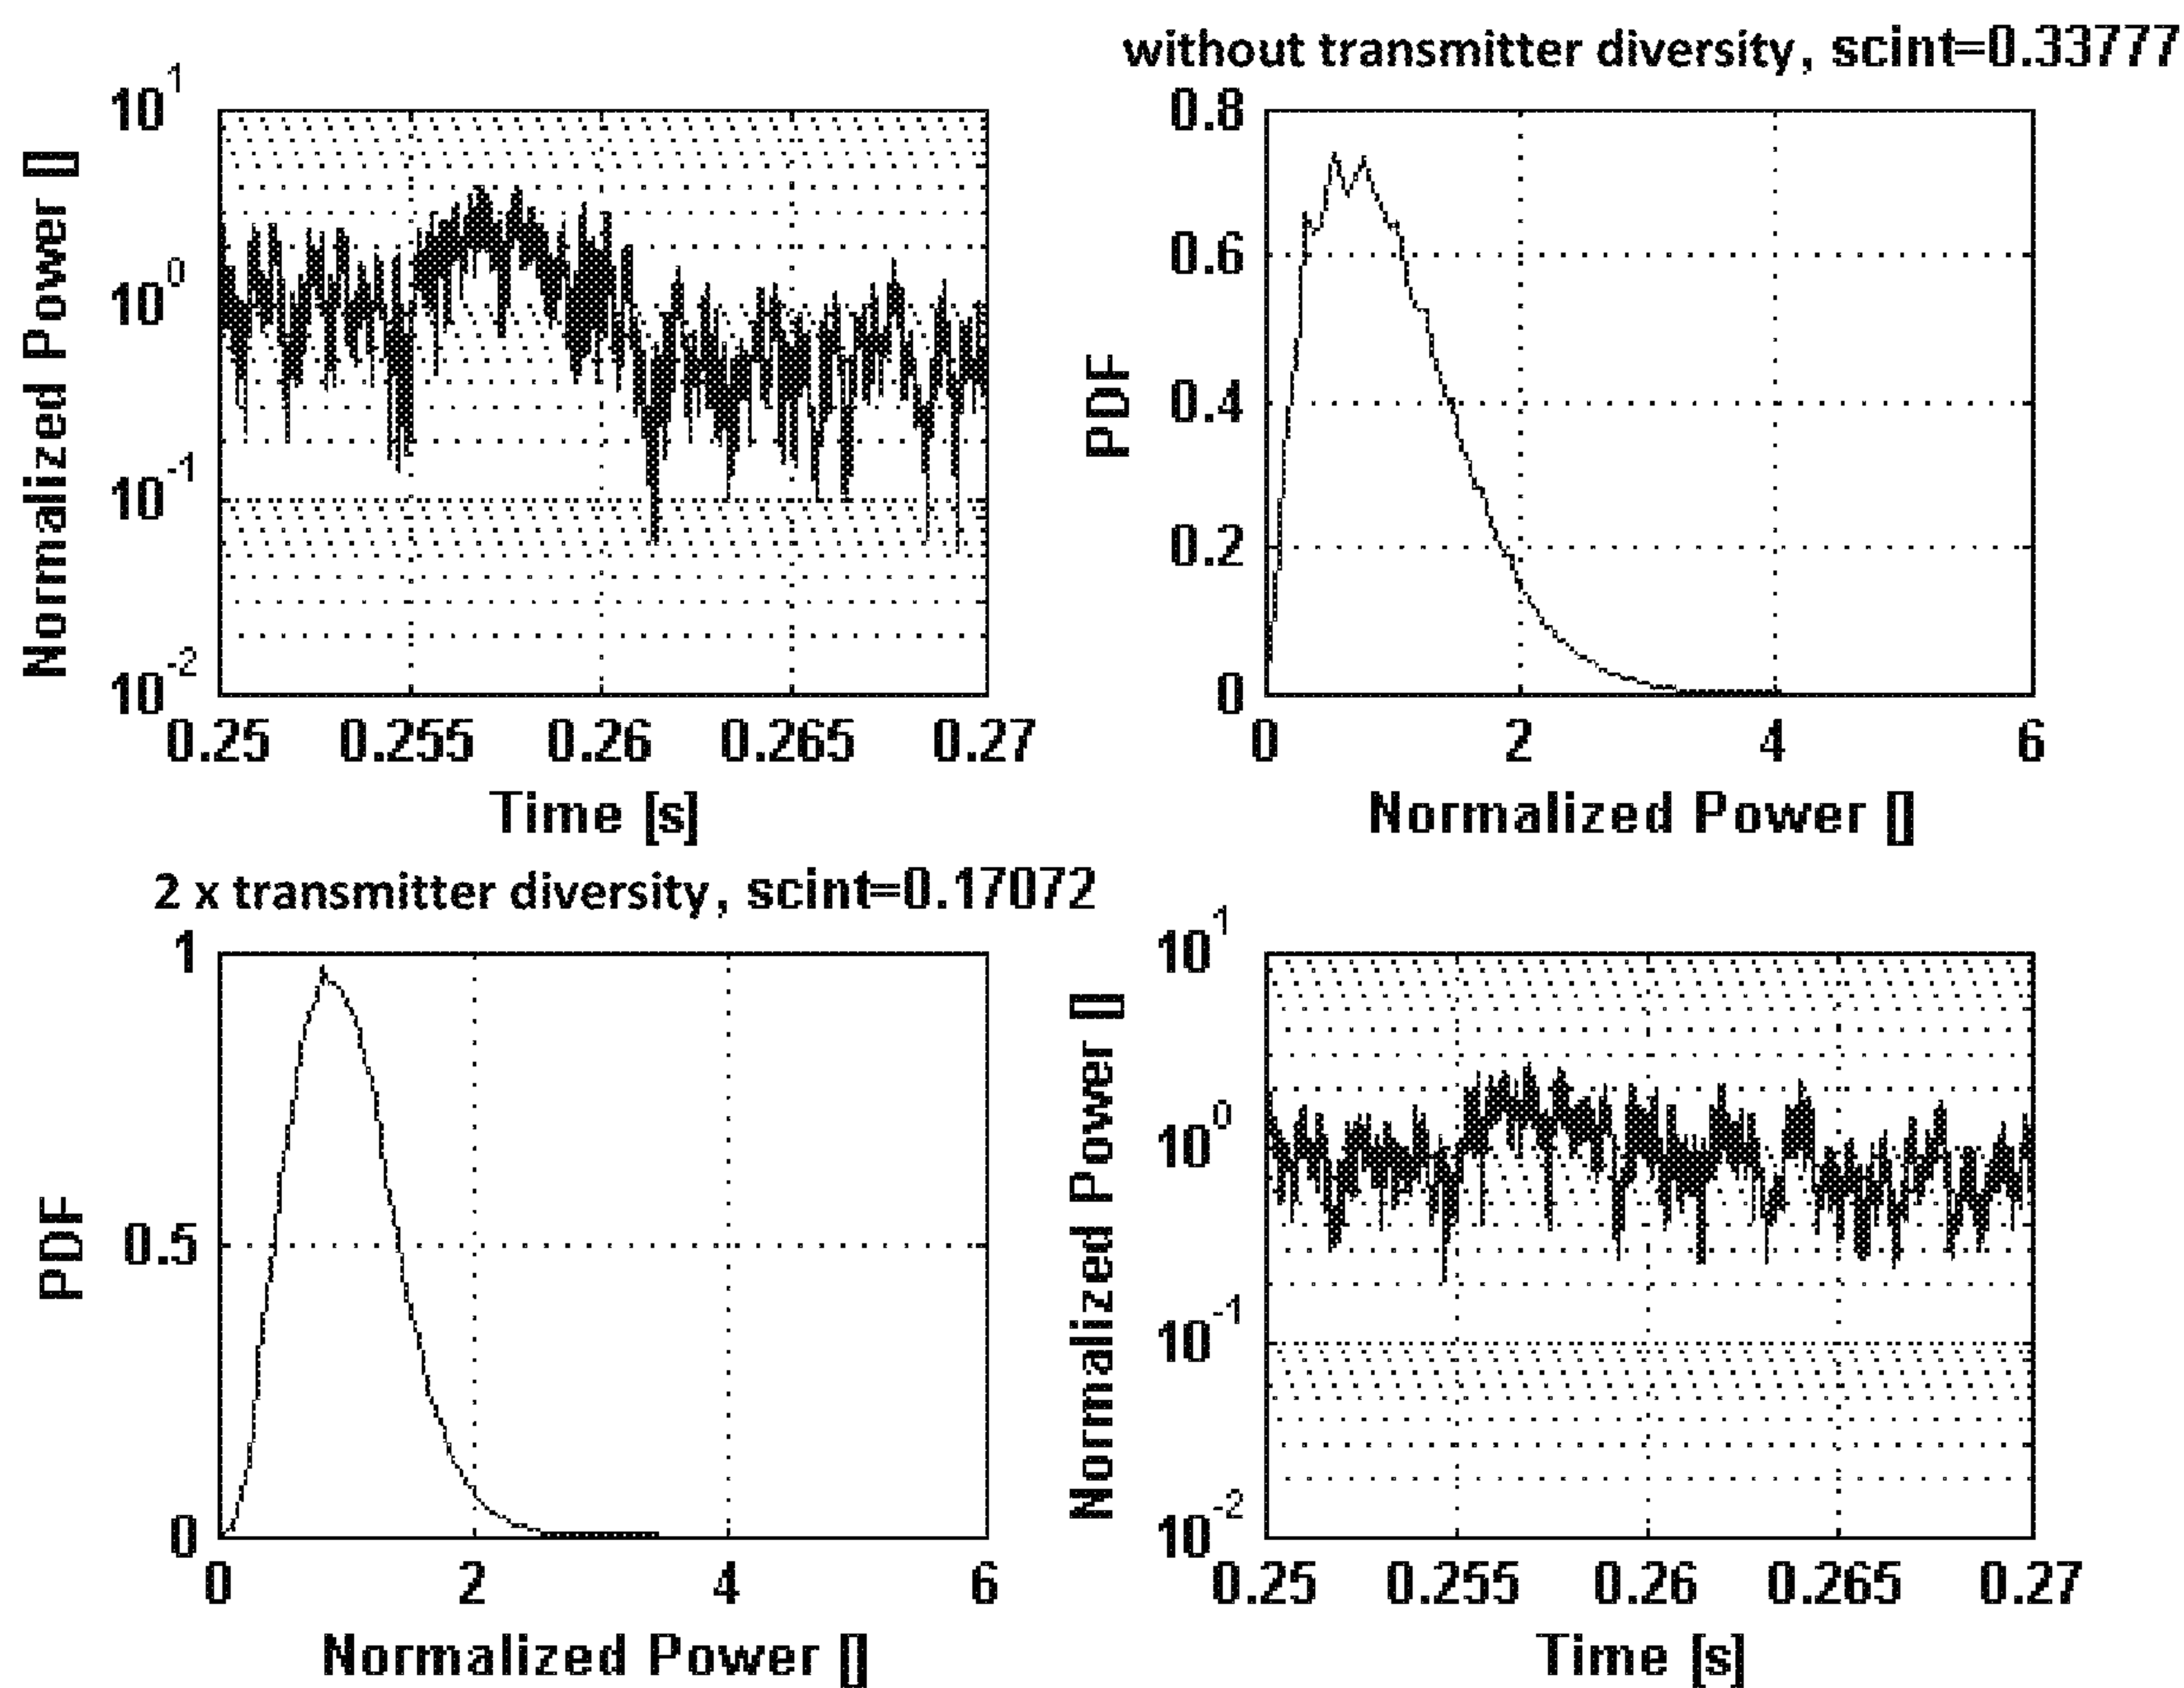 without transmitter diversity, scint=0.33777
Normalized Power []
10^1
10^0
10^-1
10^-2
0.25 0.255 0.26 0.265 0.27
Time [s]
PDF
0.8
0.6
0.4
0.2
0
0 2 4 6
Normalized Power []
2 x transmitter diversity, scint=0.17072
PDF
1
0.5
0
0 2 4 6
Normalized Power []
Normalized Power []
10^1
10^0
10^-1
10^-2
0.25 0.255 0.26 0.265 0.27
Time [s]